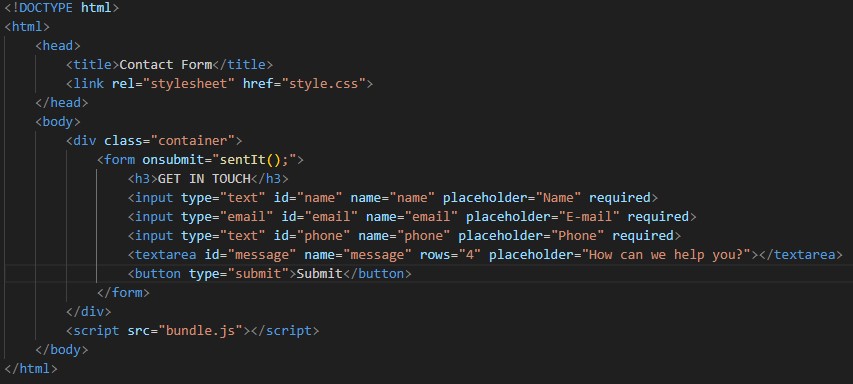 <!DOCTYPE html>
<html>
<head>
<title>Contact Form</title>
<link rel="stylesheet" href="style.css">
</head>
<body>
<div class="container">
<form onsubmit="sentIt();">
<h3>GET IN TOUCH</h3>
<input type="text" id="name" name="name" placeholder="Name" required>
<input type="email" id="email" name="email" placeholder="E-mail" required>
<input type="text" id="phone" name="phone" placeholder="Phone" required>
<textarea id="message" name="message" rows="4" placeholder="How can we help you?"></textarea>
<button type="submit">Submit</button>
</form>
</div>
<script src="bundle.js"></script>
</body>
</html>